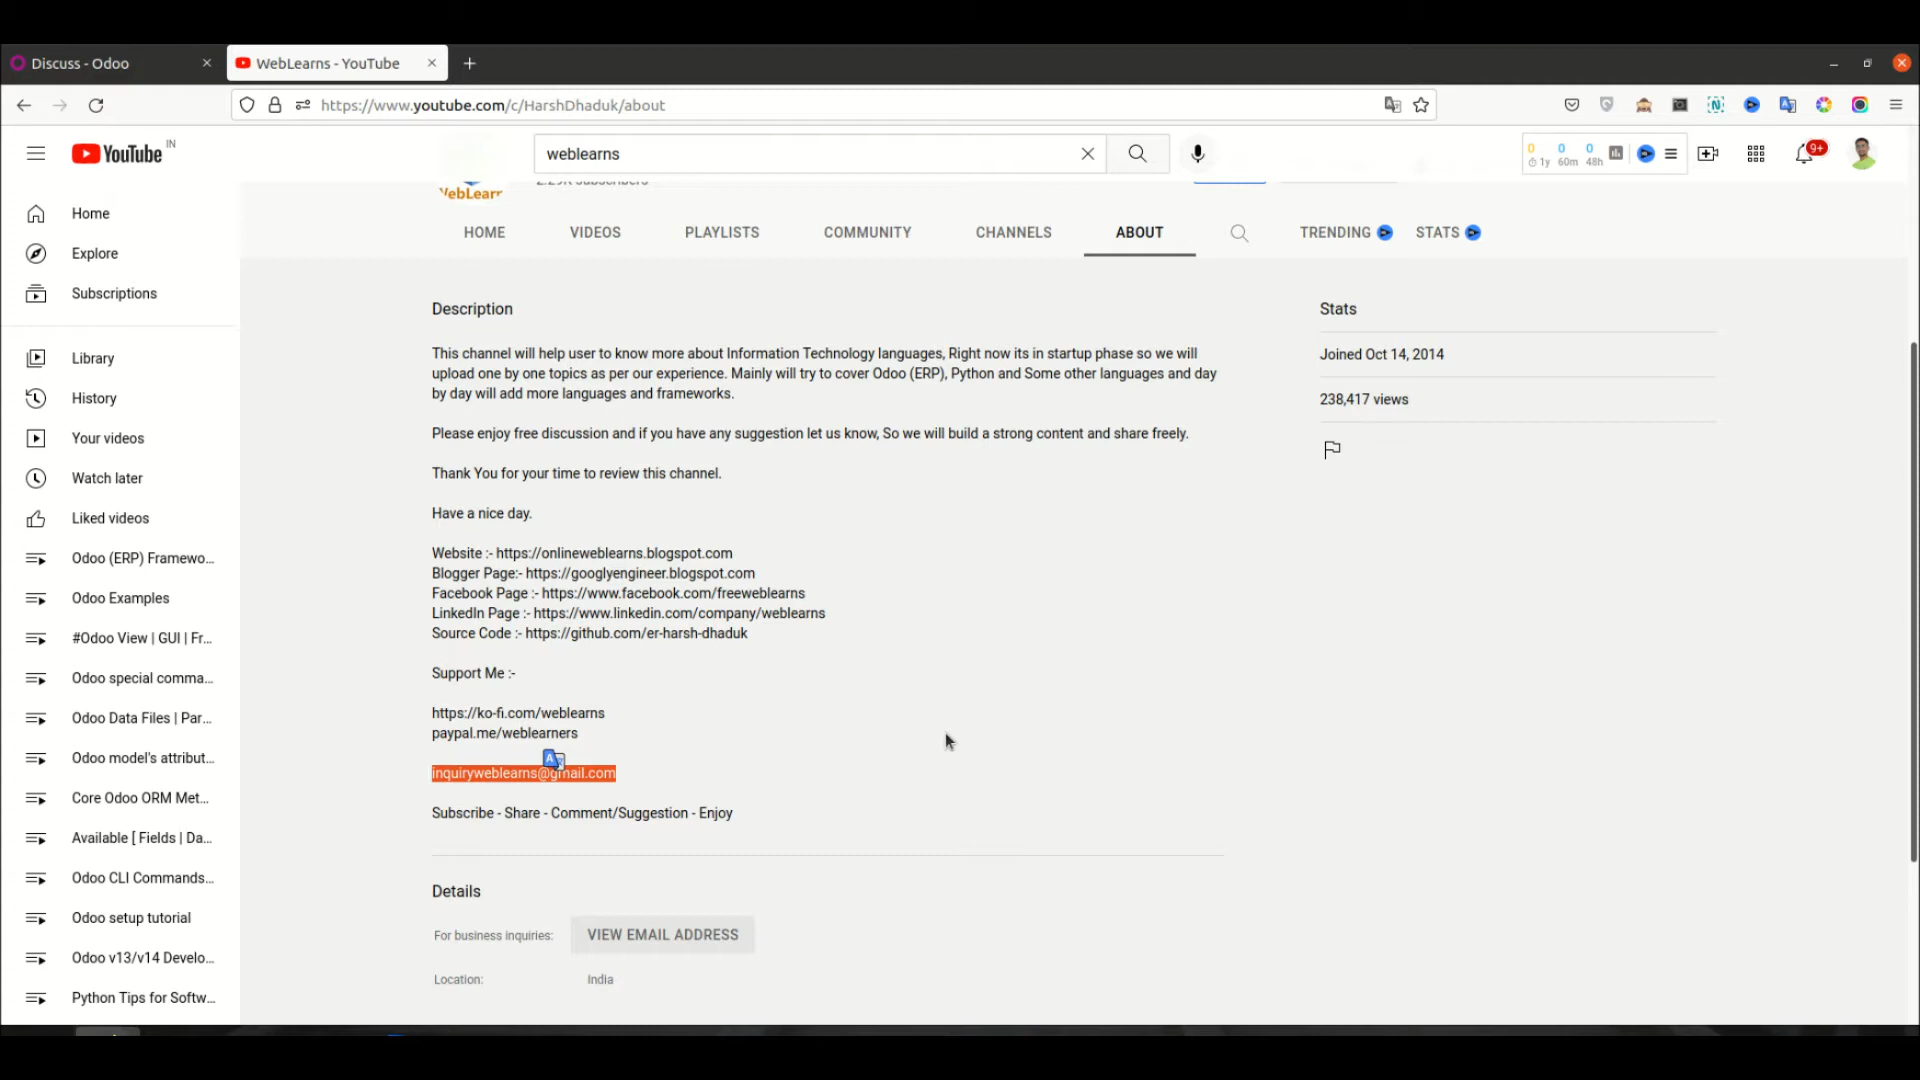 Discuss - Odoo
WebLearns - YouTube
https://www.youtube.com/c/HarshDhaduk/about
YouTube IN
weblearns
0 0 0
1y 60m 48h
9+
Home
Explore
Subscriptions
Library
History
Your videos
Watch later
Liked videos
Odoo (ERP) Framewo...
Odoo Examples
#Odoo View | GUI | Fr...
Odoo special comma...
Odoo Data Files | Par...
Odoo model's attribut...
Core Odoo ORM Met...
Available [ Fields | Da...
Odoo CLI Commands...
Odoo setup tutorial
Odoo v13/v14 Develo...
Python Tips for Softw...
HOME VIDEOS PLAYLISTS COMMUNITY CHANNELS ABOUT TRENDING STATS
Description
This channel will help user to know more about Information Technology languages, Right now its in startup phase so we will
upload one by one topics as per our experience. Mainly will try to cover Odoo (ERP), Python and Some other languages and day
by day will add more languages and frameworks.
Please enjoy free discussion and if you have any suggestion let us know, So we will build a strong content and share freely.
Thank You for your time to review this channel.
Have a nice day.
Website :- https://onlineweblearns.blogspot.com
Blogger Page:- https://googlyengineer.blogspot.com
Facebook Page :- https://www.facebook.com/freeweblearns
LinkedIn Page :- https://www.linkedin.com/company/weblearns
Source Code :- https://github.com/er-harsh-dhaduk
Support Me :-
https://ko-fi.com/weblearns
paypal.me/weblearners
inquiryweblearns@gmail.com
Subscribe - Share - Comment/Suggestion - Enjoy
Details
For business inquiries: VIEW EMAIL ADDRESS
Location: India
Stats
Joined Oct 14, 2014
238,417 views